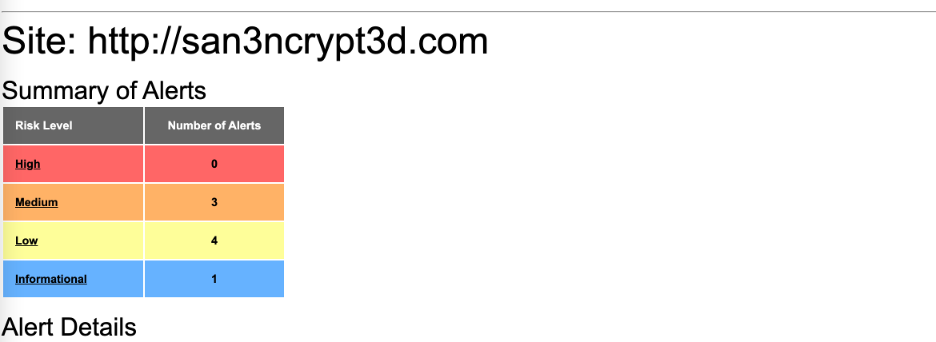 Site: http://san3ncrypt3d.com
Summary of Alerts
Risk Level Number of Alerts
High 0
Medium 3
Low 4
Informational 1
Alert Details